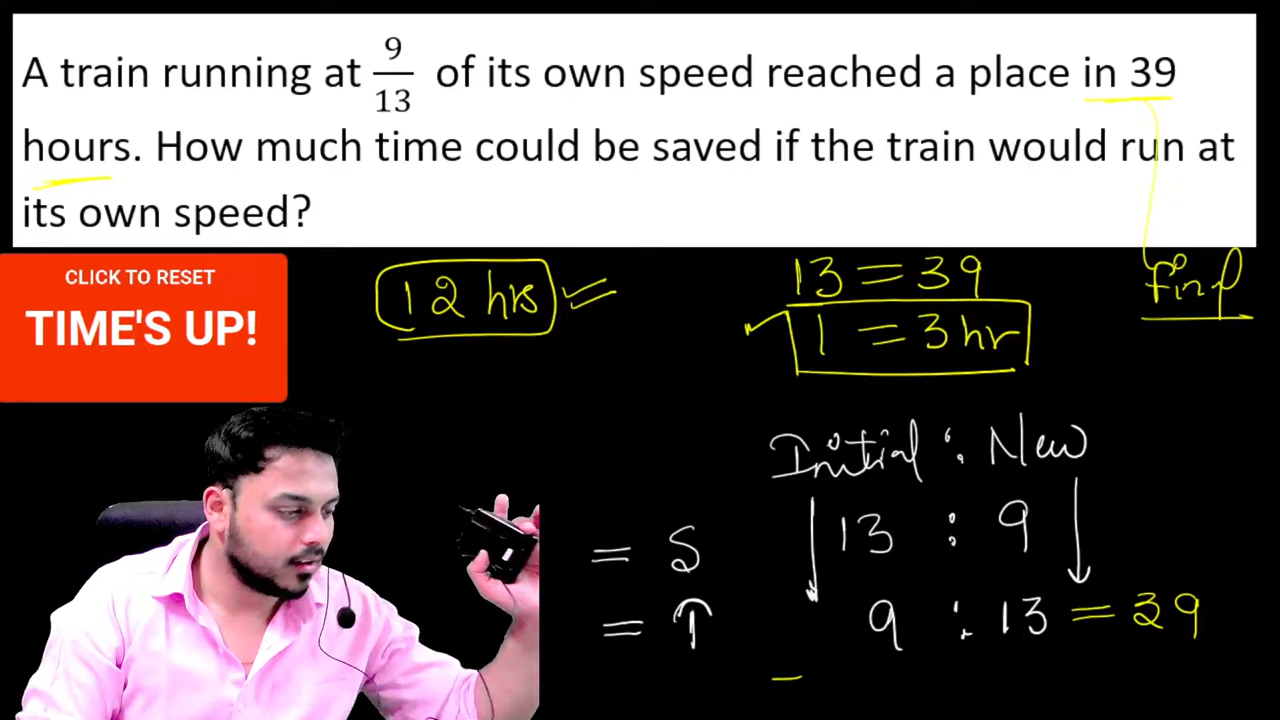 A train running at 9/13 of its own speed reached a place in 39
hours. How much time could be saved if the train would run at
its own speed?
CLICK TO RESET
TIME'S UP!
12 hrs
13 = 39
1 = 3 hr
Initial : New
= S 13 : 9
= T 9 : 13 = 39